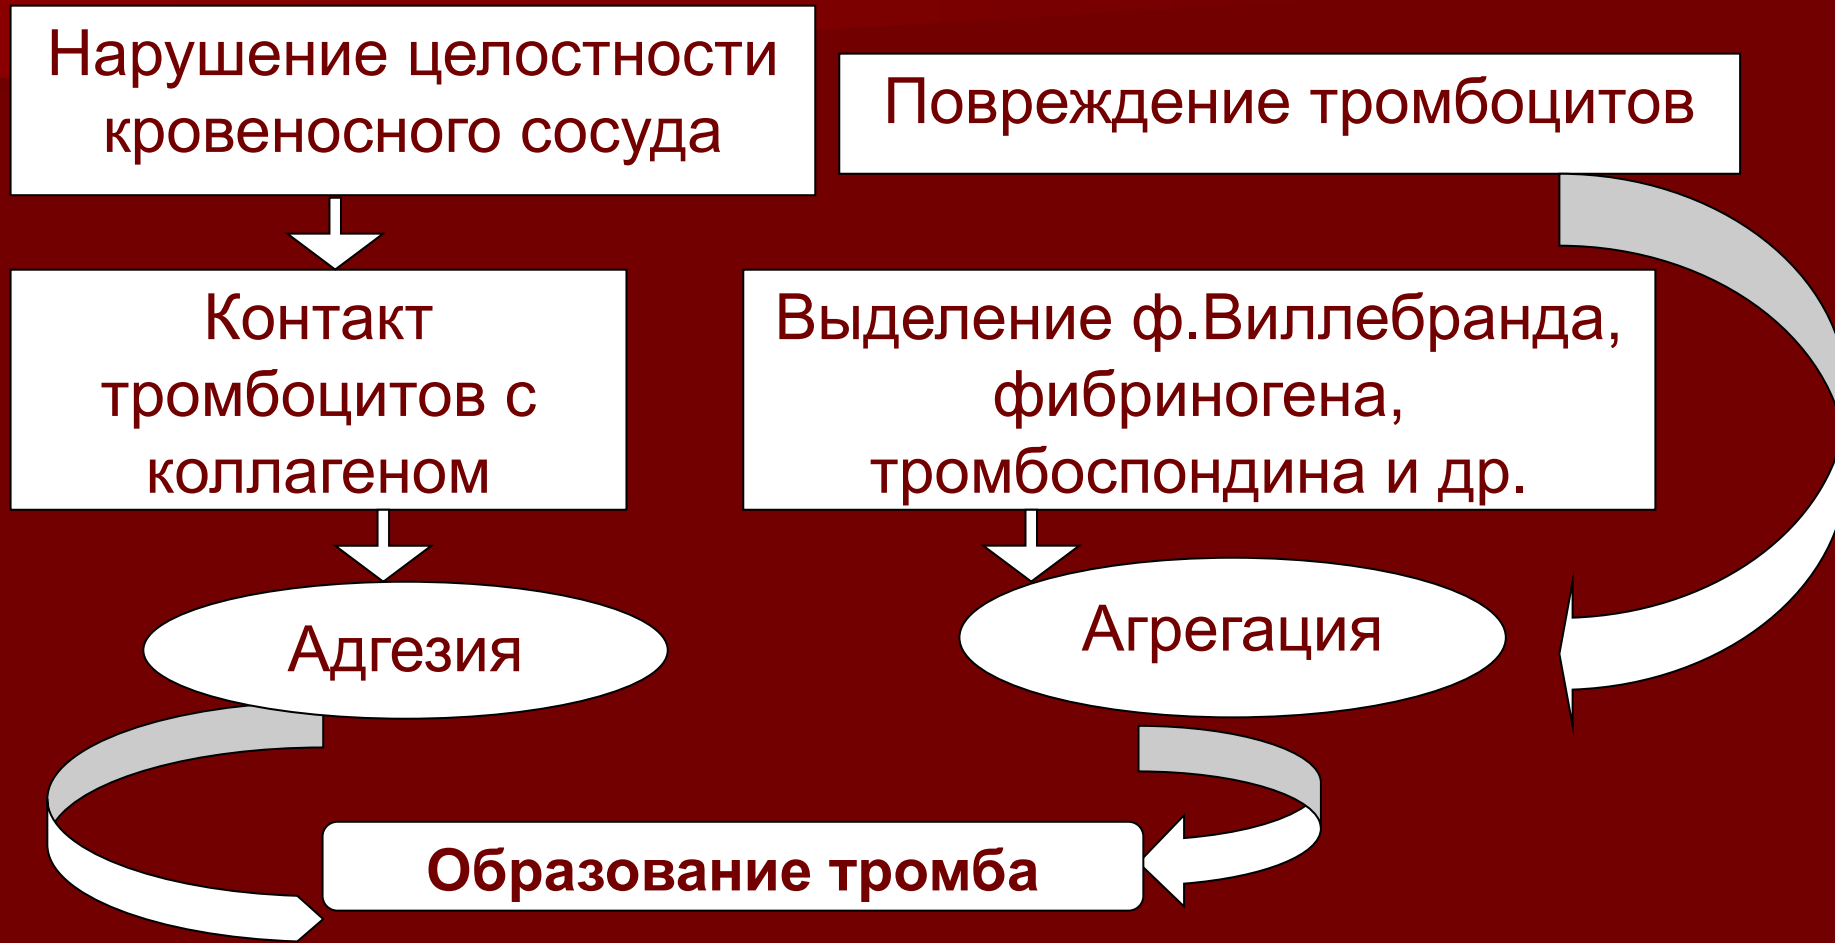 Нарушение целостности
кровеносного сосуда
Повреждение тромбоцитов
Контакт
тромбоцитов с
коллагеном
Выделение ф.Виллебранда,
фибриногена,
тромбоспондина и др.
Адгезия
Агрегация
Образование тромба